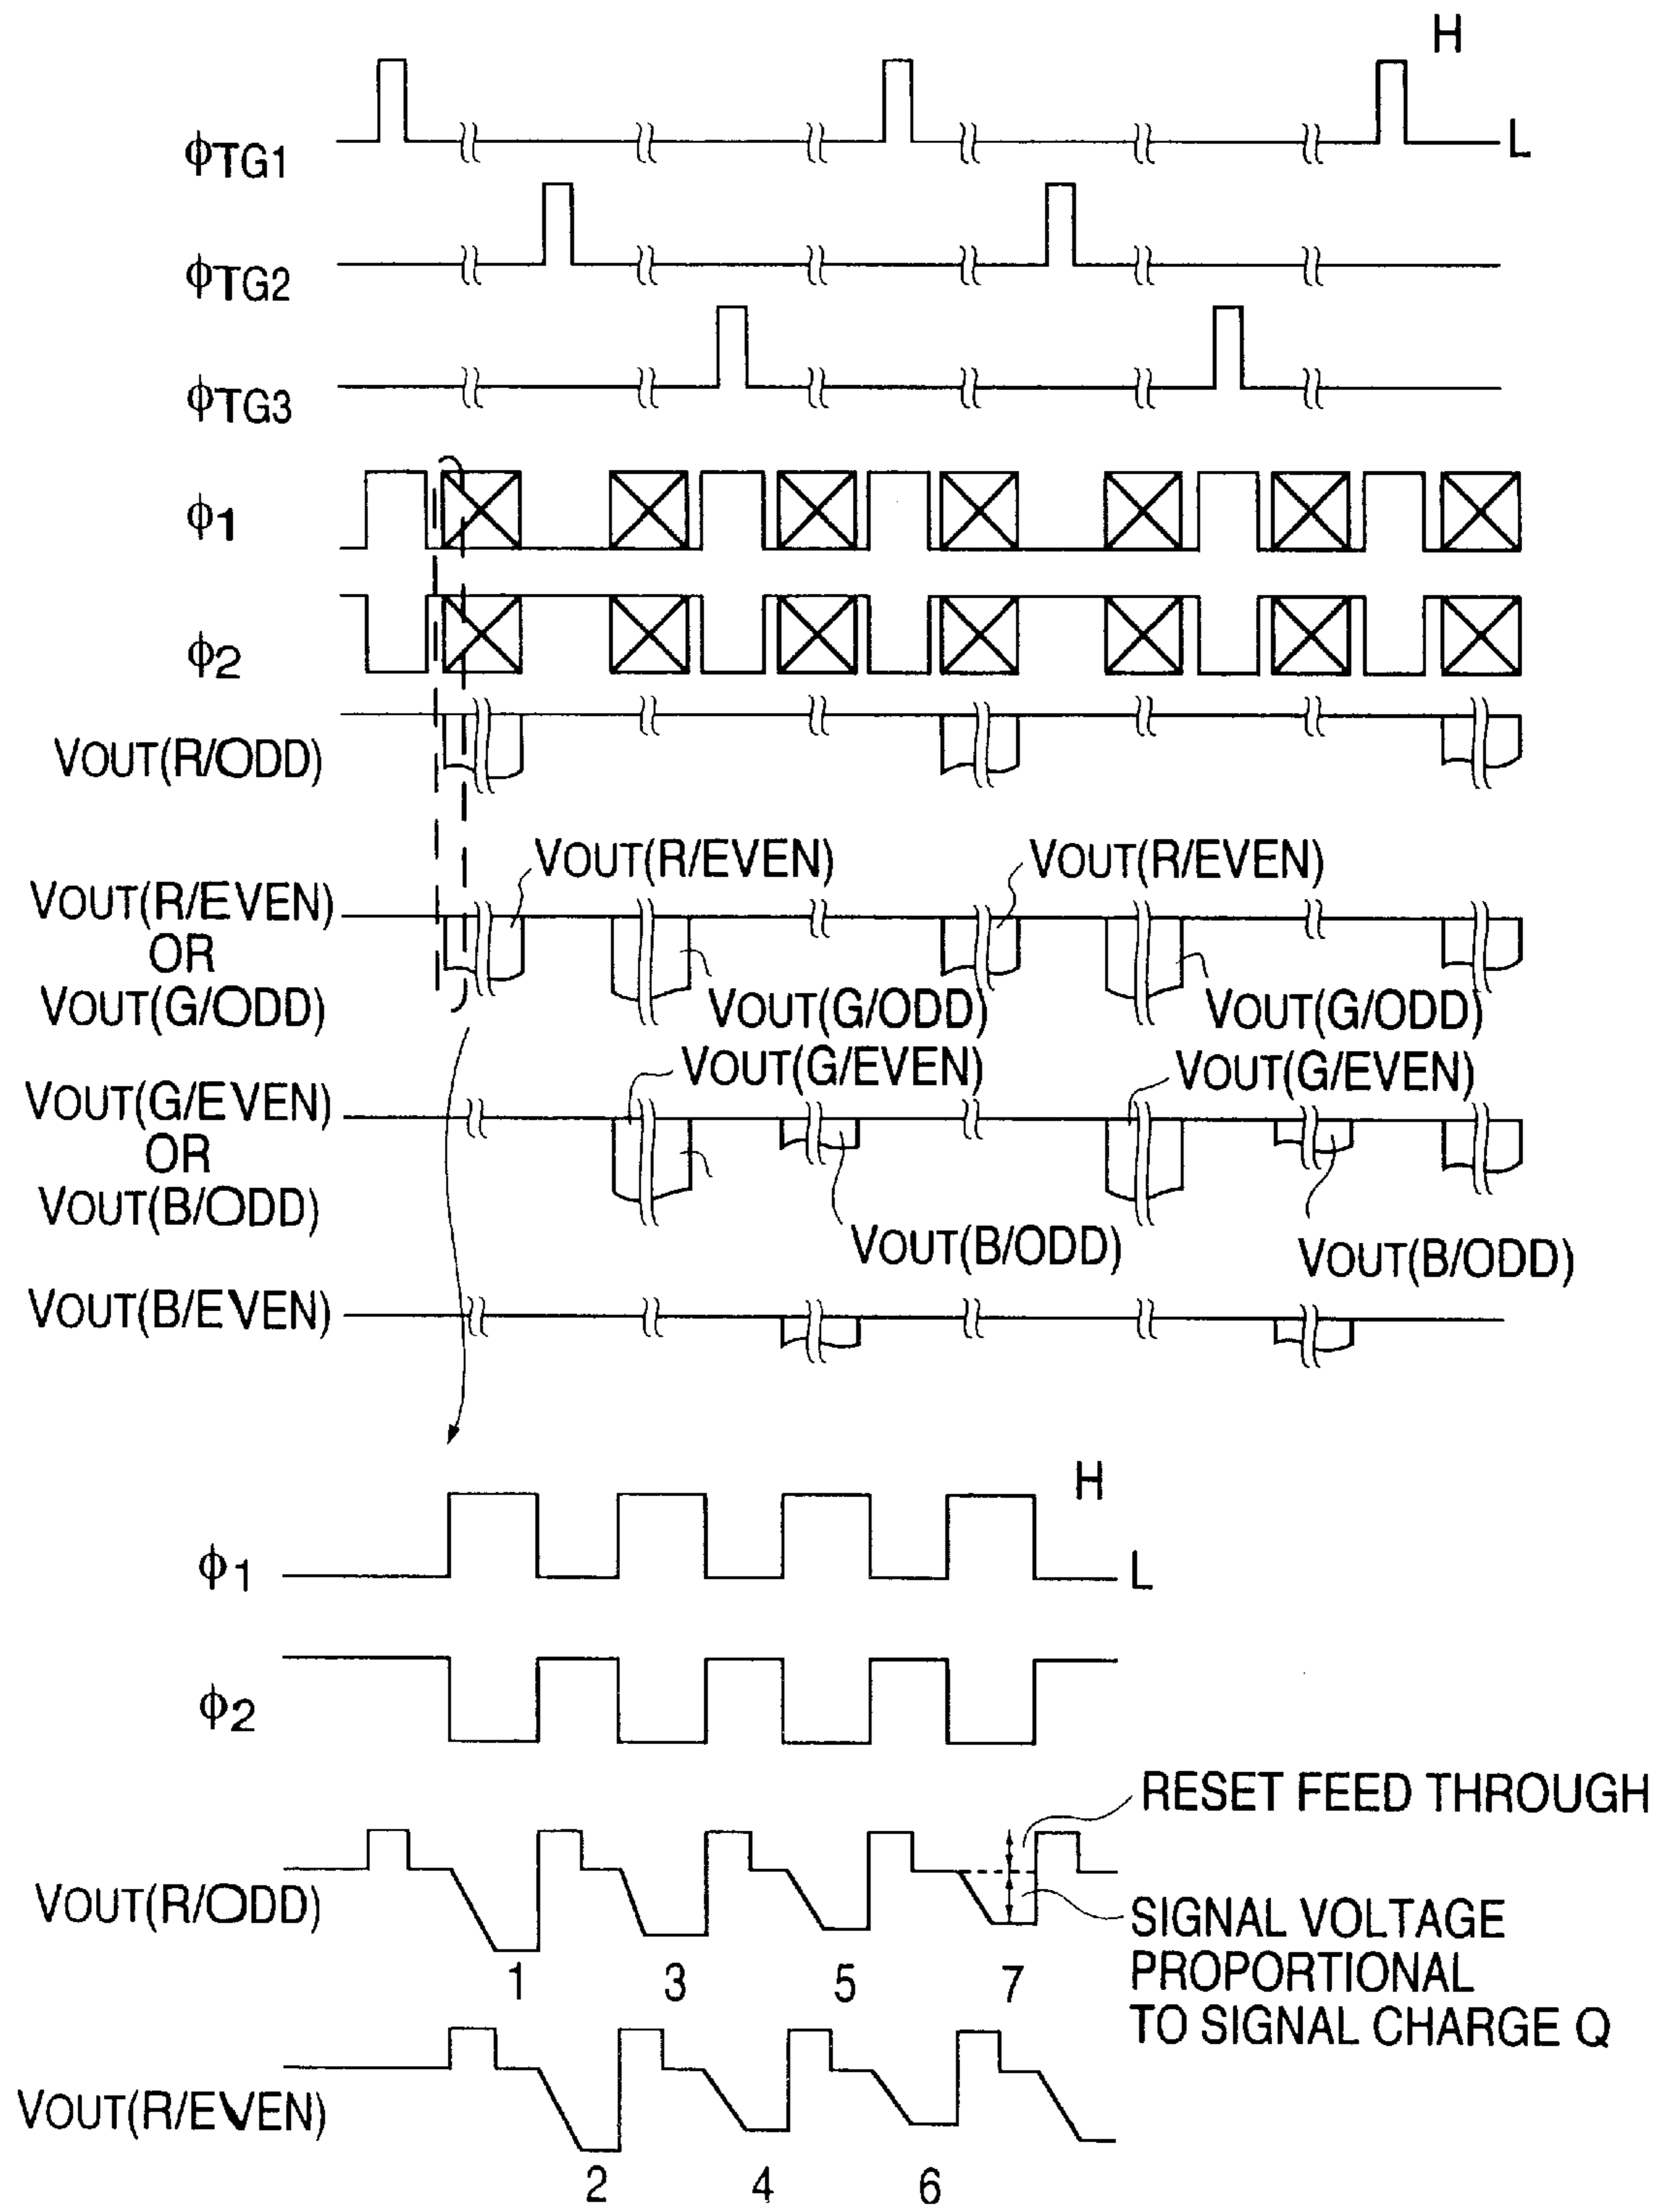 H
ϕTG1
L
ϕTG2
ϕTG3
ϕ1
ϕ2
VOUT(R/ODD)
VOUT(R/EVEN)
VOUT(R/EVEN)
VOUT(R/EVEN)
OR
VOUT(G/ODD)
VOUT(G/ODD)
VOUT(G/ODD)
VOUT(G/EVEN)
VOUT(G/EVEN)
VOUT(G/EVEN)
OR
VOUT(B/ODD)
VOUT(B/ODD)
VOUT(B/ODD)
VOUT(B/EVEN)
H
ϕ1
L
ϕ2
RESET FEED THROUGH
VOUT(R/ODD)
SIGNAL VOLTAGE
PROPORTIONAL
TO SIGNAL CHARGE Q
1 3 5 7
VOUT(R/EVEN)
2 4 6